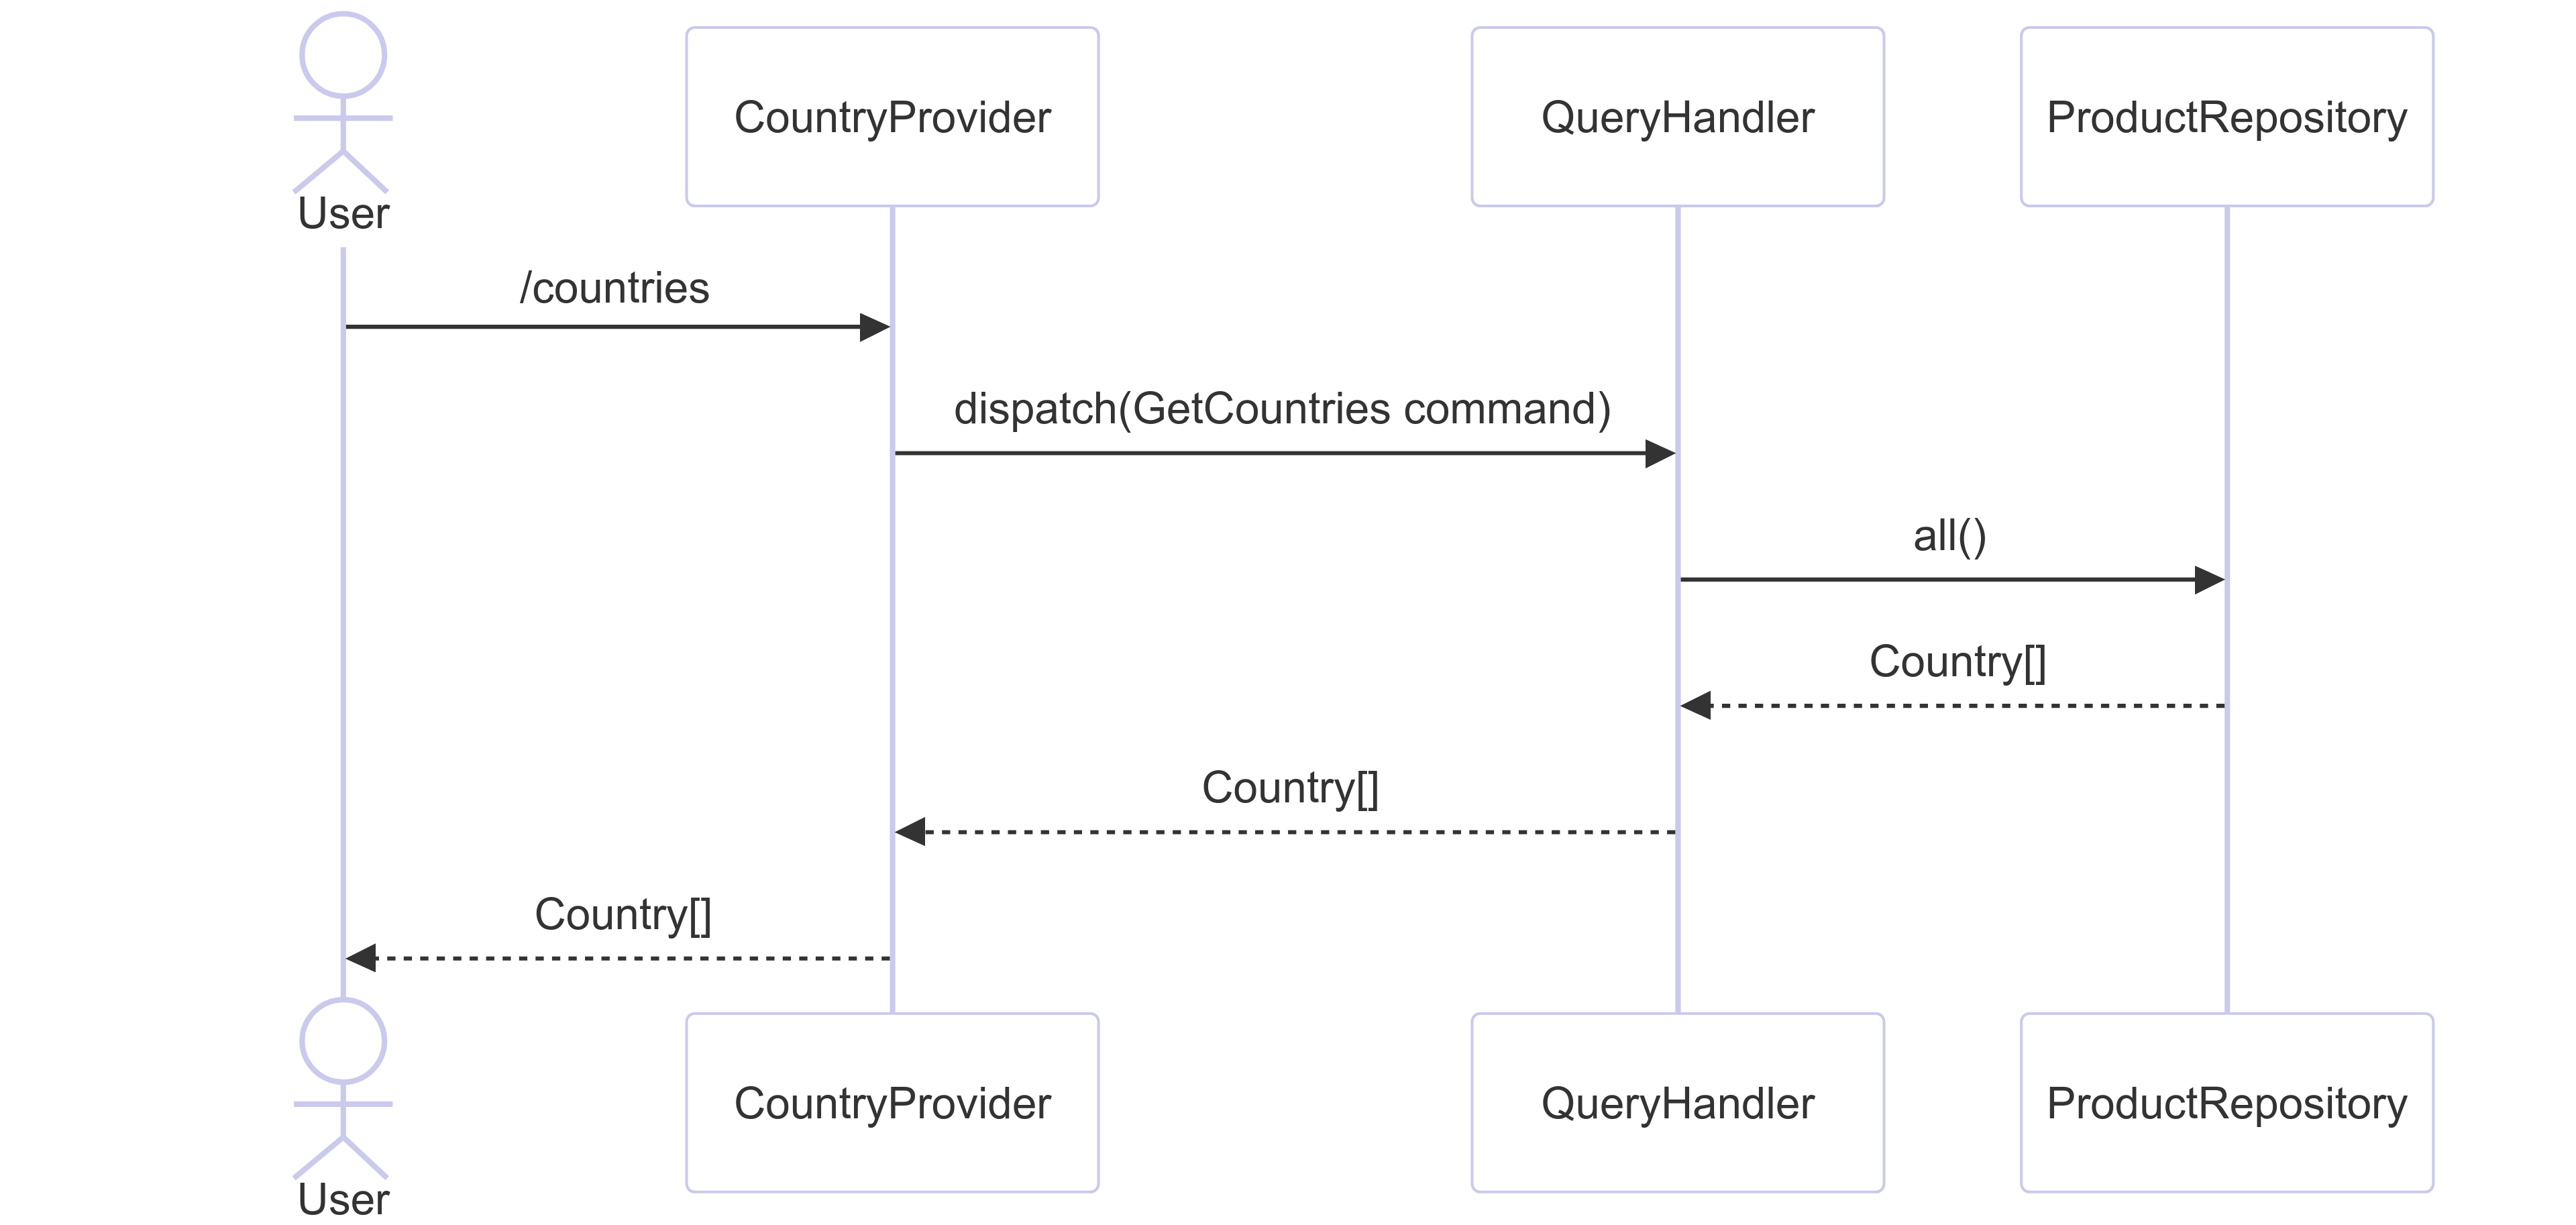 User
CountryProvider
QueryHandler
ProductRepository
/countries
dispatch(GetCountries command)
all()
Country[]
Country[]
Country[]
User
CountryProvider
QueryHandler
ProductRepository